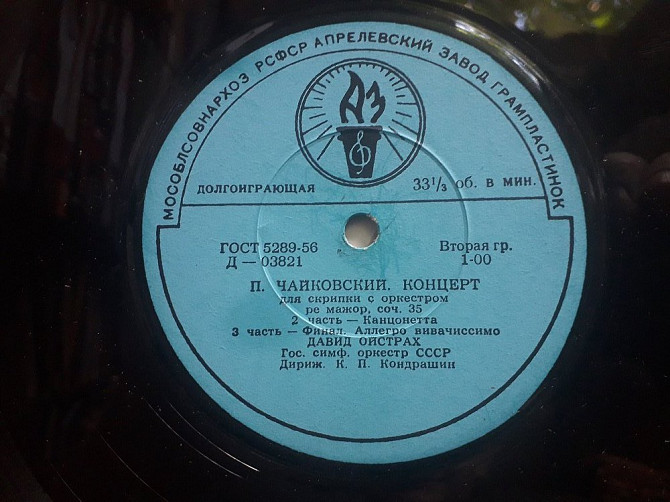 МОСОБЛСОВНАРХОЗ РСФСР АПРЕЛЕВСКИЙ ЗАВОД ГРАМПЛАСТИНОК
АЗ
ДОЛГОИГРАЮЩАЯ 33⅓ об. в мин.
ГОСТ 5289-56 Вторая гр.
Д — 03821 1-00
П. ЧАЙКОВСКИЙ. КОНЦЕРТ
для скрипки с оркестром
ре мажор, соч. 35
2 часть — Канцонетта
3 часть — Финал. Аллегро вивачиссимо
ДАВИД ОЙСТРАХ
Гос. симф. оркестр СССР
Дириж. К. П. Кондрашин